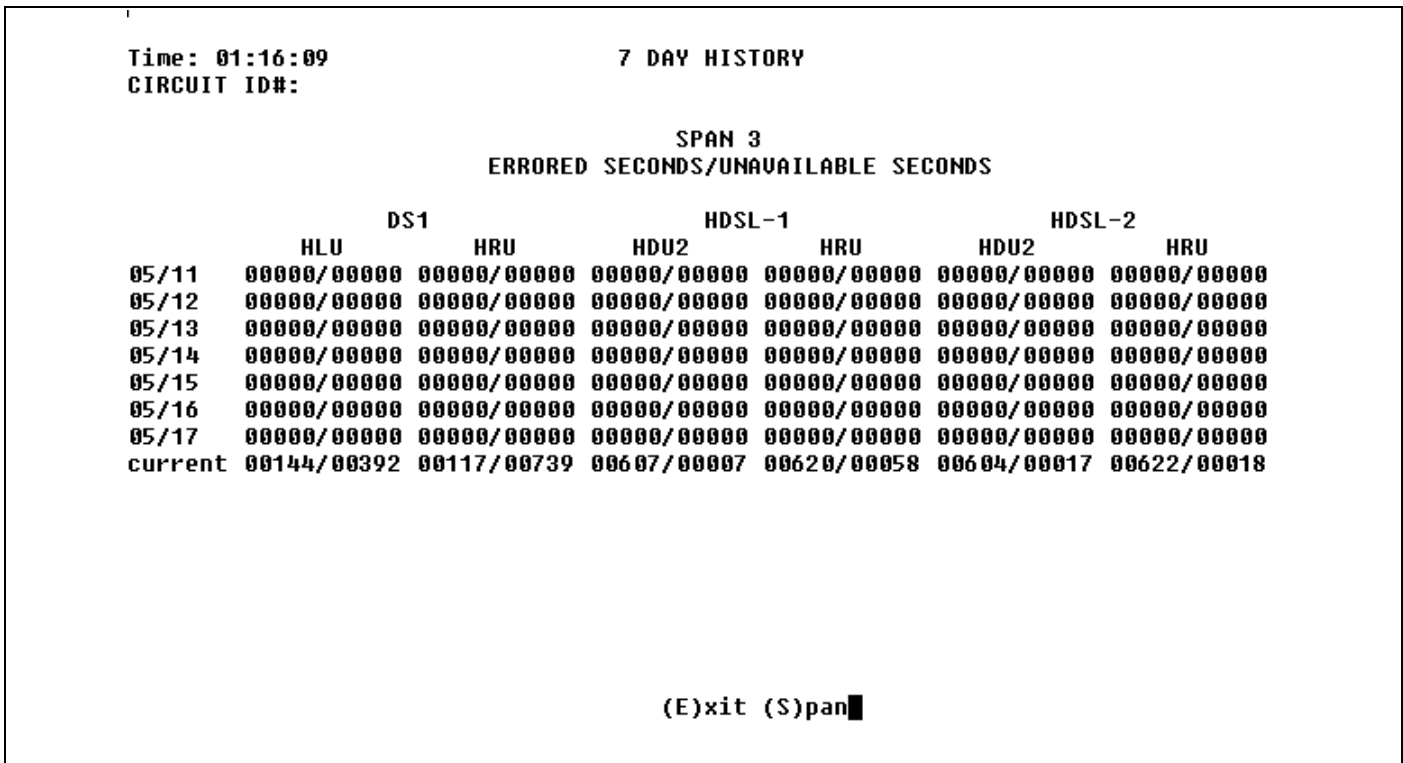 Time: 01:16:09 7 DAY HISTORY
CIRCUIT ID#:
SPAN 3
ERRORED SECONDS/UNAVAILABLE SECONDS
DS1 HDSL-1 HDSL-2
HLU HRU HDU2 HRU HDU2 HRU
05/11 00000/00000 00000/00000 00000/00000 00000/00000 00000/00000 00000/00000
05/12 00000/00000 00000/00000 00000/00000 00000/00000 00000/00000 00000/00000
05/13 00000/00000 00000/00000 00000/00000 00000/00000 00000/00000 00000/00000
05/14 00000/00000 00000/00000 00000/00000 00000/00000 00000/00000 00000/00000
05/15 00000/00000 00000/00000 00000/00000 00000/00000 00000/00000 00000/00000
05/16 00000/00000 00000/00000 00000/00000 00000/00000 00000/00000 00000/00000
05/17 00000/00000 00000/00000 00000/00000 00000/00000 00000/00000 00000/00000
current 00144/00392 00117/00739 00607/00007 00620/00058 00604/00017 00622/00018
(E)xit (S)pan